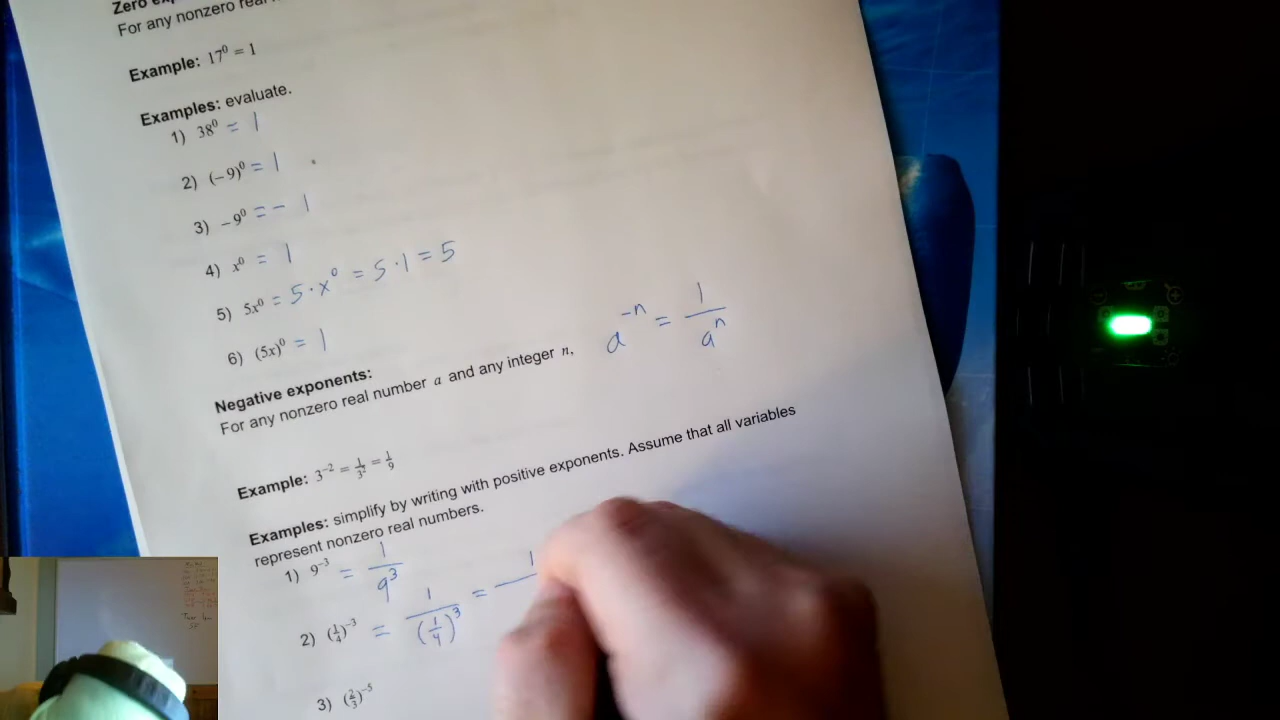 Zero
For any nonzero real
Example: 17⁰ = 1
Examples: evaluate.
1) 38⁰ = 1
2) (−9)⁰ = 1
3) −9⁰ = − 1
4) x⁰ = 1
5) 5x⁰ = 5 · x⁰ = 5 · 1 = 5
6) (5x)⁰ = 1
Negative exponents:
For any nonzero real number a and any integer n, a⁻ⁿ = 1/aⁿ
Example: 3⁻² = 1/3² = 1/9
Examples: simplify by writing with positive exponents. Assume that all variables
represent nonzero real numbers.
1) 9⁻³ = 1/9³
2) (1/4)⁻³ = 1/(1/4)³ = 1/
3) (2/3)⁻⁵